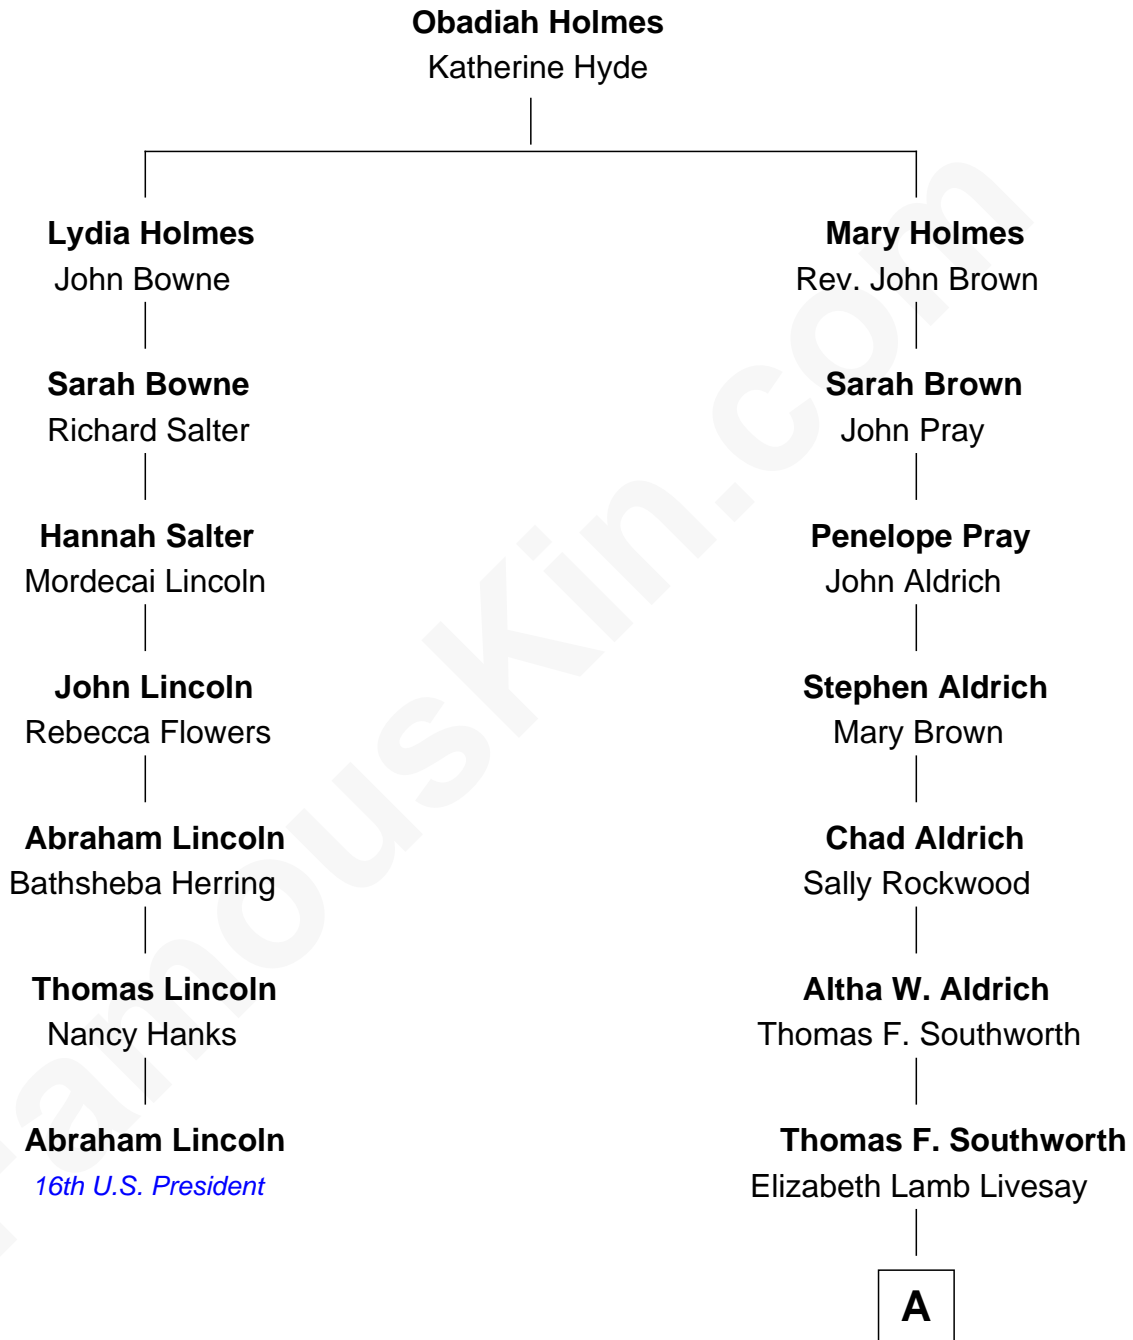 Obadiah Holmes
Katherine Hyde
Lydia Holmes
John Bowne
Mary Holmes
Rev. John Brown
Sarah Bowne
Richard Salter
Sarah Brown
John Pray
Hannah Salter
Mordecai Lincoln
Penelope Pray
John Aldrich
John Lincoln
Rebecca Flowers
Stephen Aldrich
Mary Brown
Abraham Lincoln
Bathsheba Herring
Chad Aldrich
Sally Rockwood
Thomas Lincoln
Nancy Hanks
Altha W. Aldrich
Thomas F. Southworth
Abraham Lincoln
16th U.S. President
Thomas F. Southworth
Elizabeth Lamb Livesay
A
FamousKin.com